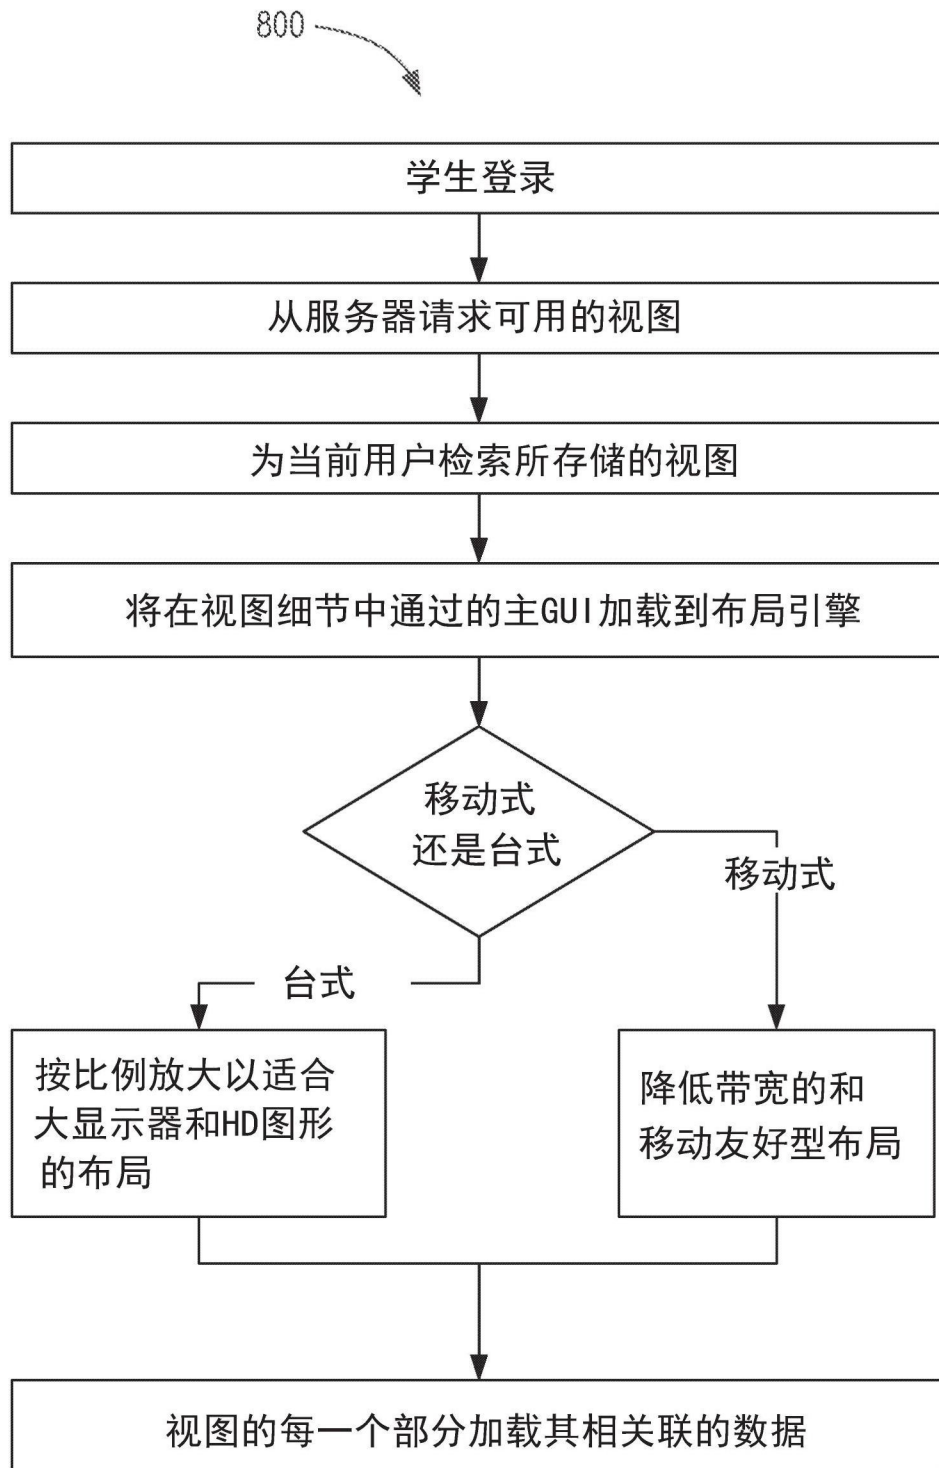 800
学生登录
从服务器请求可用的视图
为当前用户检索所存储的视图
将在视图细节中通过的主GUI加载到布局引擎
移动式
还是台式
移动式
台式
按比例放大以适合
大显示器和HD图形
的布局
降低带宽的和
移动友好型布局
视图的每一个部分加载其相关联的数据